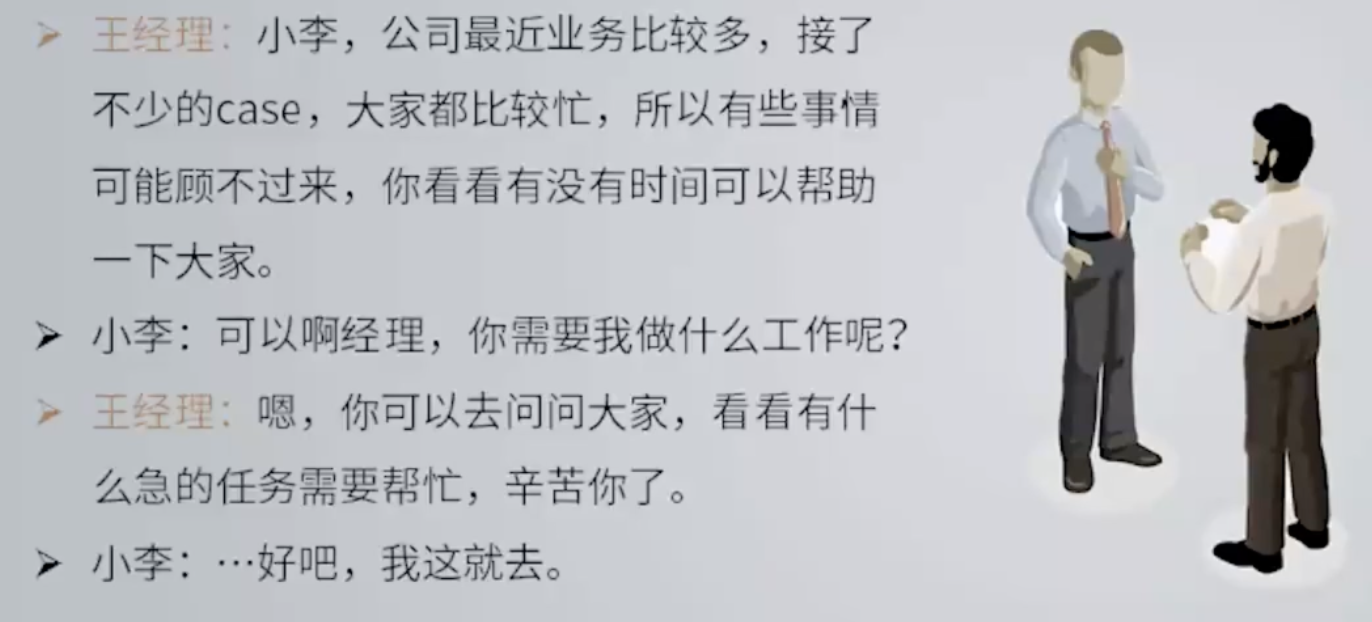 ➢ 王经理：小李，公司最近业务比较多，接了
不少的case，大家都比较忙，所以有些事情
可能顾不过来，你看看有没有时间可以帮助
一下大家。
➢ 小李：可以啊经理，你需要我做什么工作呢？
➢ 王经理：嗯，你可以去问问大家，看看有什
么急的任务需要帮忙，辛苦你了。
➢ 小李：…好吧，我这就去。